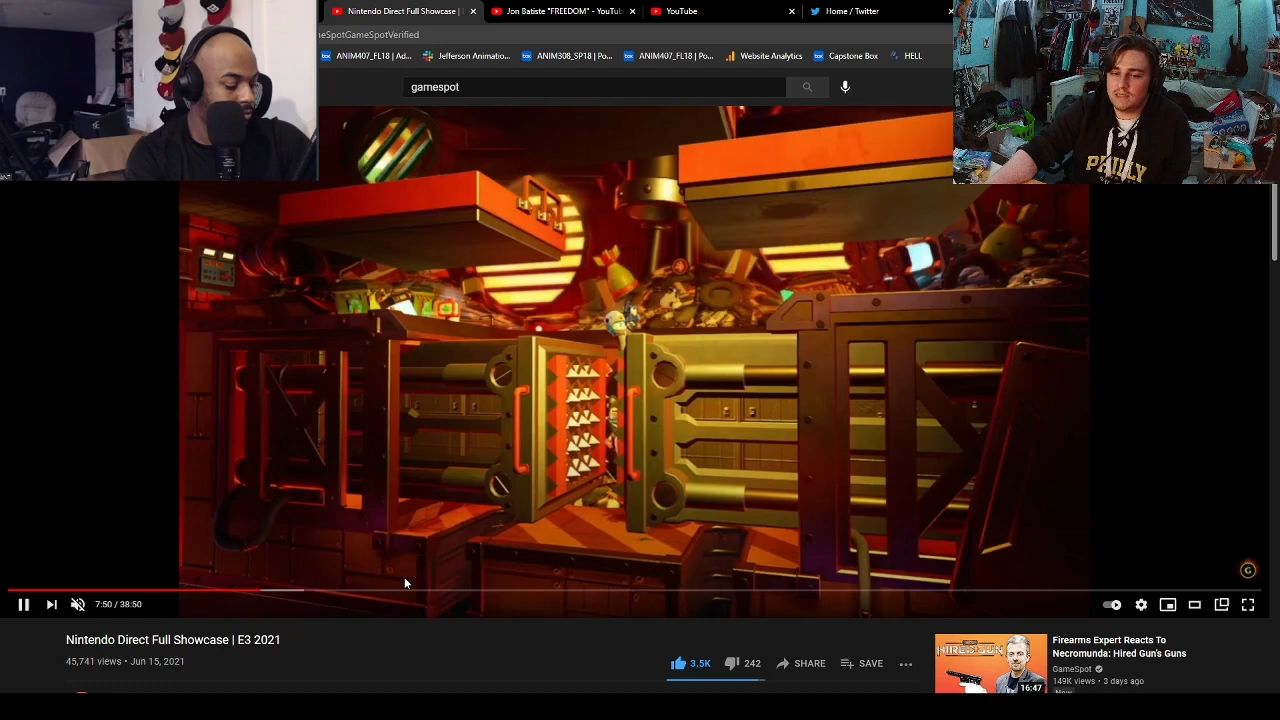 Nintendo Direct Full Showcase |
Jon Batiste "FREEDOM" - YouTub
YouTube
Home / Twitter
eSpotGameSpotVerified
ANIM407_FL18 | Ad...
Jefferson Animatio...
ANIM308_SP18 | Po...
ANIM407_FL18 | Po...
Website Analytics
Capstone Box
HELL
gamespot
PHILLY
7:50 / 38:50
Nintendo Direct Full Showcase | E3 2021
45,741 views • Jun 15, 2021
3.5K
242
SHARE
SAVE
HIRED GUN
16:47
Firearms Expert Reacts To
Necromunda: Hired Gun's Guns
GameSpot
149K views • 3 days ago